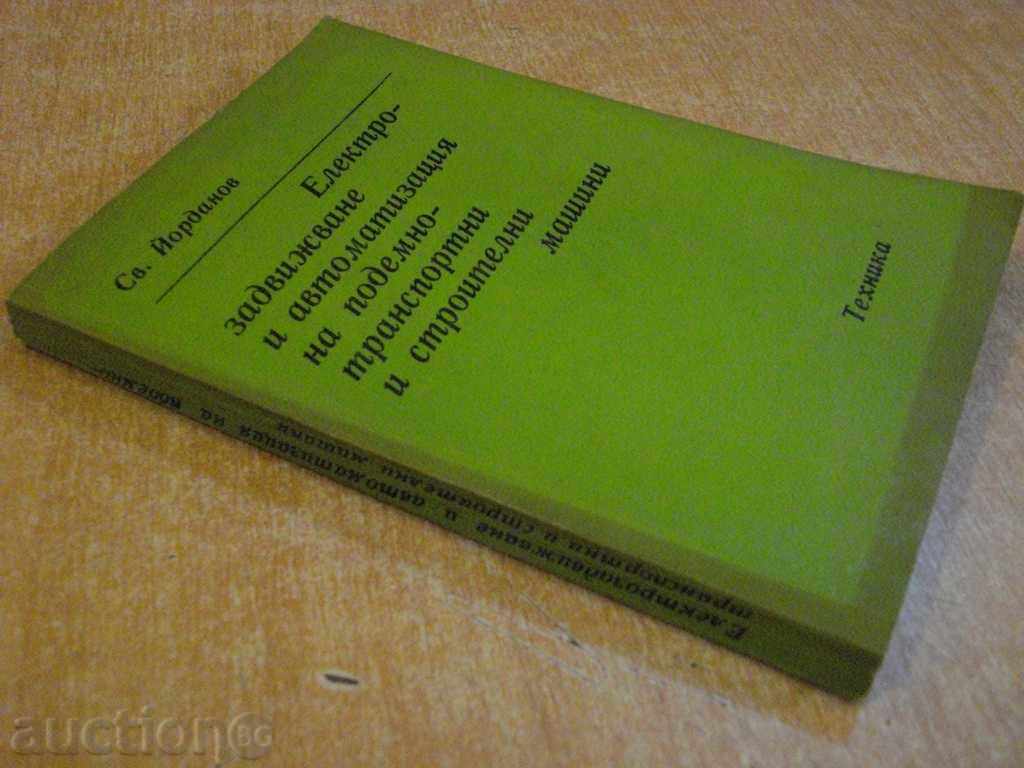 Св. Йорданов
Електро-
задвижване
и автоматизация
на подемно-
транспортни
и строителни
машини
Техника
Електрозадвижване и автоматизация на подемно-
транспортни и строителни машини
auction BG